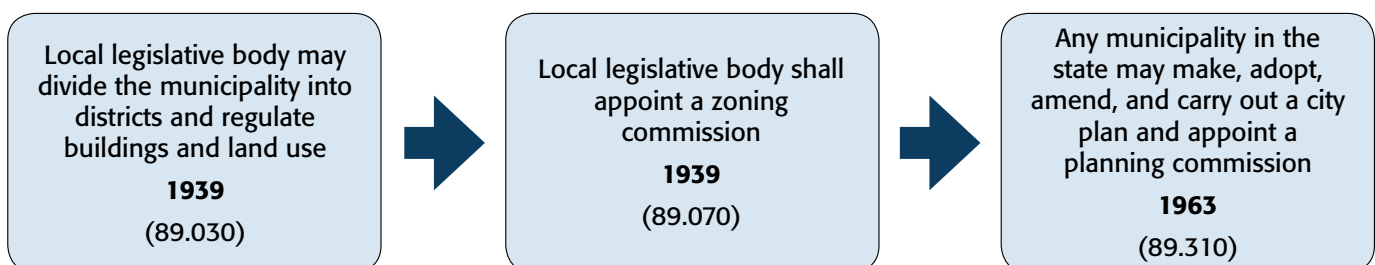 Local legislative body may
divide the municipality into
districts and regulate
buildings and land use
1939
(89.030)
Local legislative body shall
appoint a zoning
commission
1939
(89.070)
Any municipality in the
state may make, adopt,
amend, and carry out a city
plan and appoint a
planning commission
1963
(89.310)